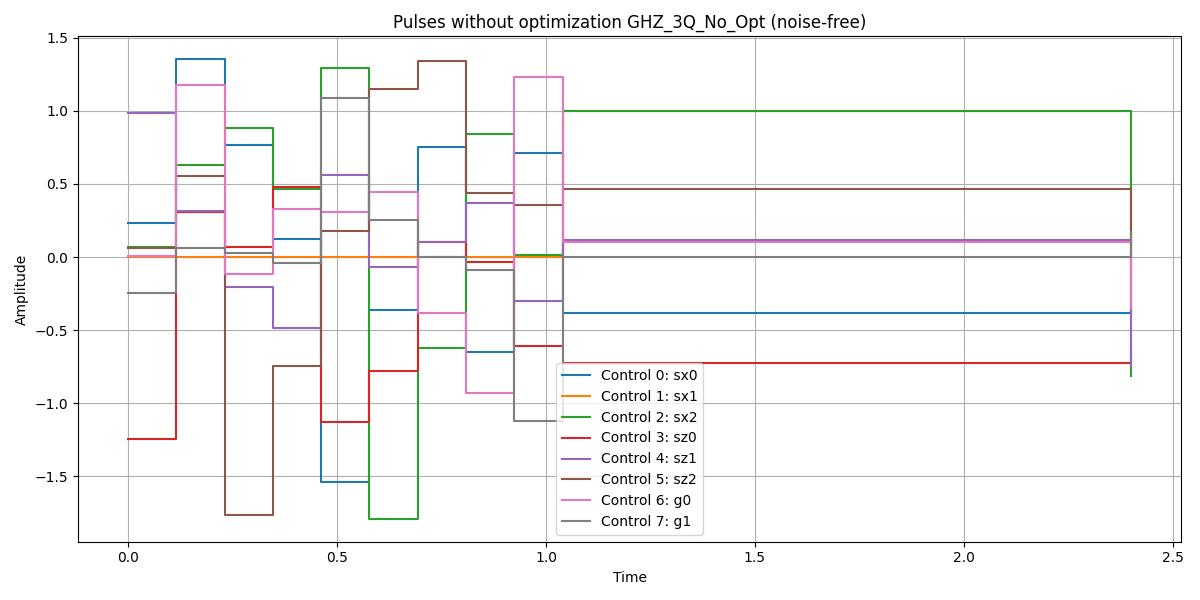 Pulses without optimization GHZ_3Q_No_Opt (noise-free)
Amplitude
1.5
1.0
0.5
0.0
−0.5
−1.0
−1.5
Control 0: sx0
Control 1: sx1
Control 2: sx2
Control 3: sz0
Control 4: sz1
Control 5: sz2
Control 6: g0
Control 7: g1
0.0 0.5 1.0 1.5 2.0 2.5
Time